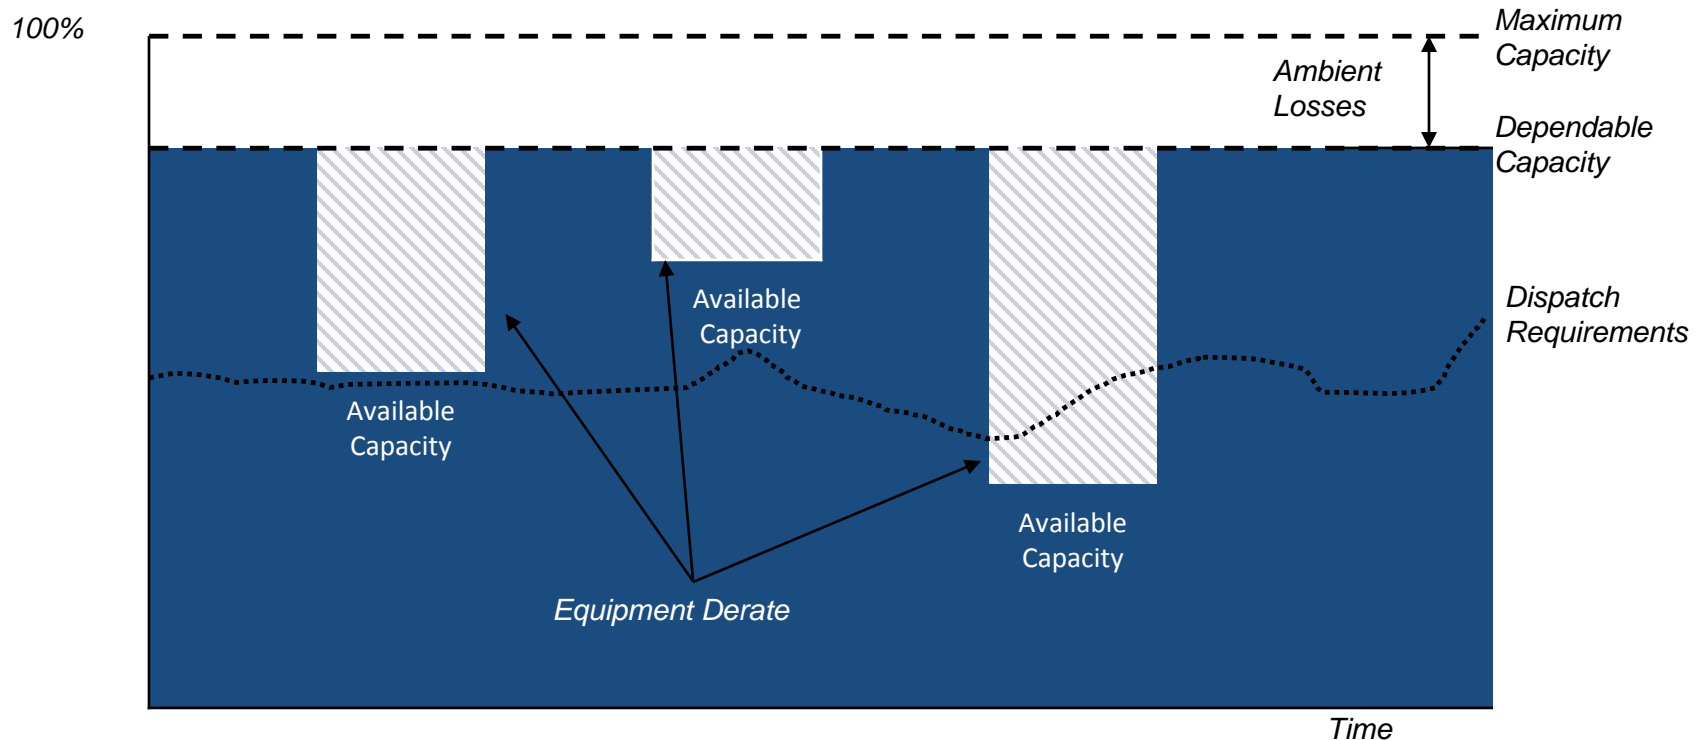 100%
Maximum
Capacity
Ambient
Losses
Dependable
Capacity
Available
Capacity
Dispatch
Requirements
Available
Capacity
Available
Capacity
Equipment Derate
Time